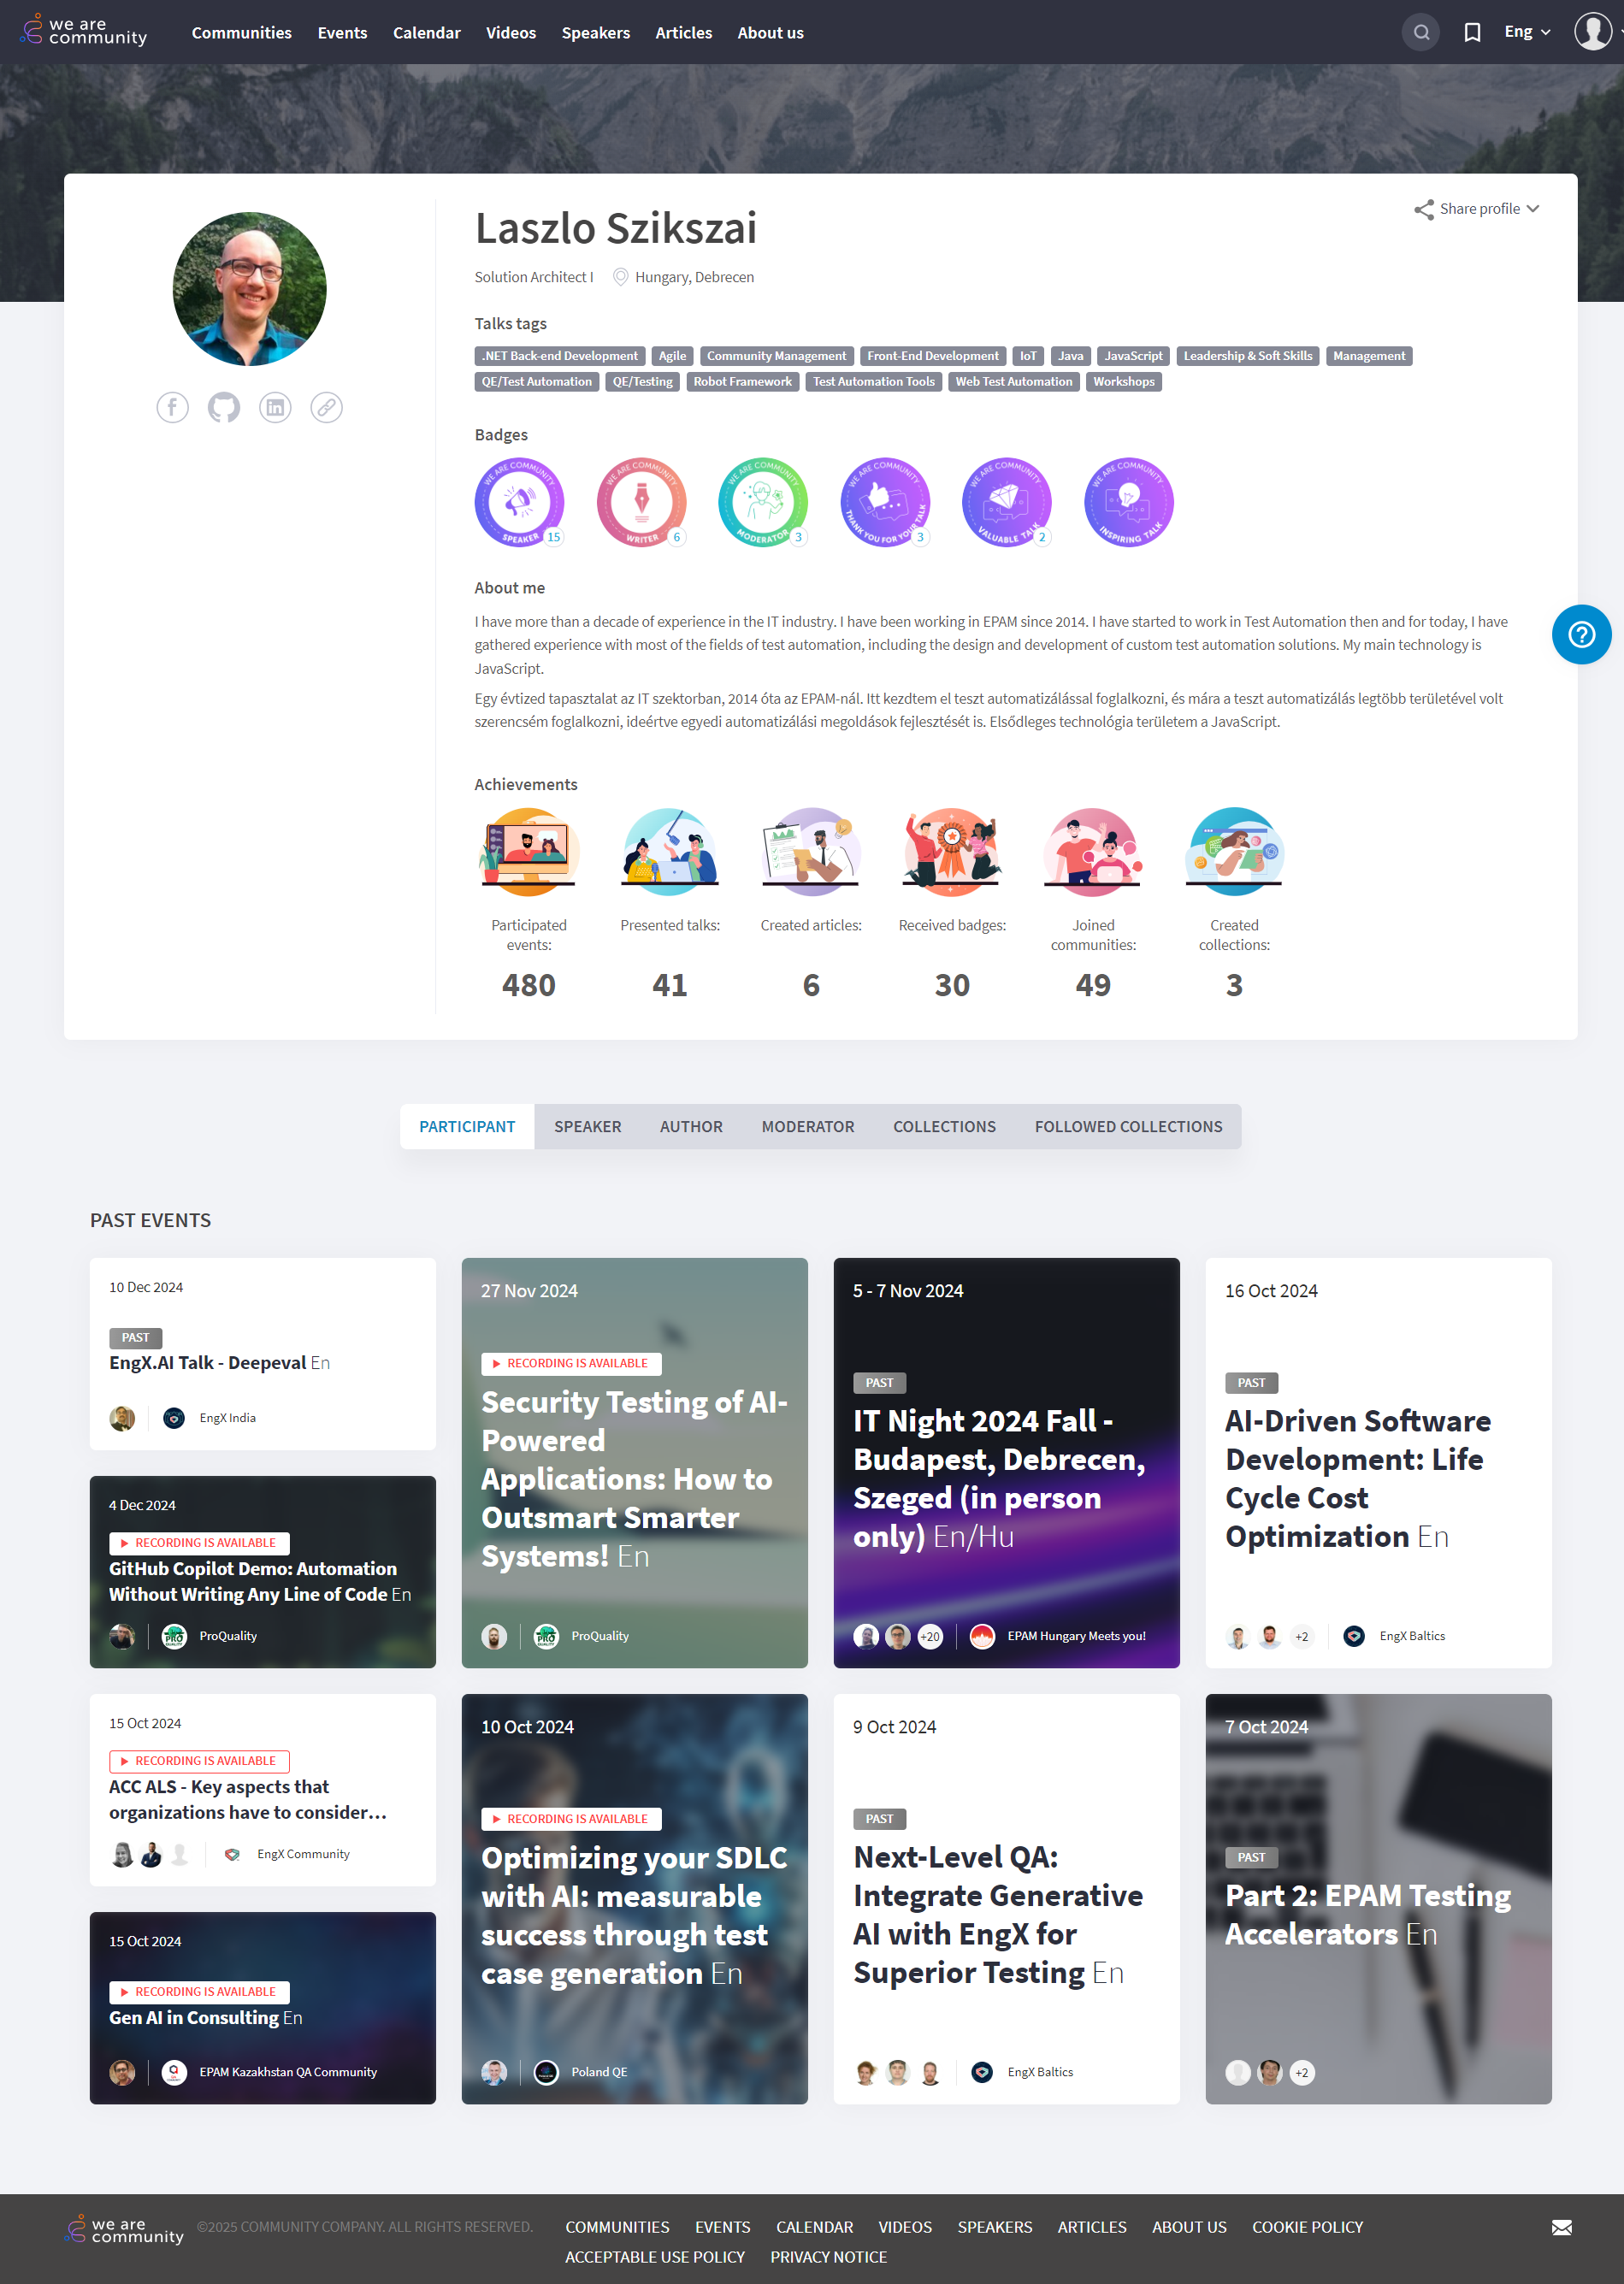 we are
community
Communities Events Calendar Videos Speakers Articles About us
Eng
Share profile
Laszlo Szikszai
Solution Architect I Hungary, Debrecen
Talks tags
.NET Back-end Development Agile Community Management Front-End Development IoT Java JavaScript Leadership & Soft Skills Management
QE/Test Automation QE/Testing Robot Framework Test Automation Tools Web Test Automation Workshops
Badges
WE ARE COMMUNITY SPEAKER 15
WE ARE COMMUNITY WRITER 6
WE ARE COMMUNITY MODERATOR 3
WE ARE COMMUNITY THANK YOU FOR YOUR TALK 3
WE ARE COMMUNITY VALUABLE TALK 2
WE ARE COMMUNITY INSPIRING TALK
About me
I have more than a decade of experience in the IT industry. I have been working in EPAM since 2014. I have started to work in Test Automation then and for today, I have
gathered experience with most of the fields of test automation, including the design and development of custom test automation solutions. My main technology is
JavaScript.
Egy évtized tapasztalat az IT szektorban, 2014 óta az EPAM-nál. Itt kezdtem el teszt automatizálással foglalkozni, és mára a teszt automatizálás legtöbb területével volt
szerencsém foglalkozni, ideértve egyedi automatizálási megoldások fejlesztését is. Elsődleges technológia területem a JavaScript.
Achievements
Participated
events:
480
Presented talks:
41
Created articles:
6
Received badges:
30
Joined
communities:
49
Created
collections:
3
PARTICIPANT SPEAKER AUTHOR MODERATOR COLLECTIONS FOLLOWED COLLECTIONS
PAST EVENTS
10 Dec 2024
PAST
EngX.AI Talk - Deepeval En
EngX India
4 Dec 2024
RECORDING IS AVAILABLE
GitHub Copilot Demo: Automation
Without Writing Any Line of Code En
ProQuality
27 Nov 2024
RECORDING IS AVAILABLE
Security Testing of AI-
Powered
Applications: How to
Outsmart Smarter
Systems! En
ProQuality
5 - 7 Nov 2024
PAST
IT Night 2024 Fall -
Budapest, Debrecen,
Szeged (in person
only) En/Hu
+20 EPAM Hungary Meets you!
16 Oct 2024
PAST
AI-Driven Software
Development: Life
Cycle Cost
Optimization En
+2 EngX Baltics
15 Oct 2024
RECORDING IS AVAILABLE
ACC ALS - Key aspects that
organizations have to consider...
EngX Community
15 Oct 2024
RECORDING IS AVAILABLE
Gen AI in Consulting En
EPAM Kazakhstan QA Community
10 Oct 2024
RECORDING IS AVAILABLE
Optimizing your SDLC
with AI: measurable
success through test
case generation En
Poland QE
9 Oct 2024
PAST
Next-Level QA:
Integrate Generative
AI with EngX for
Superior Testing En
EngX Baltics
7 Oct 2024
PAST
Part 2: EPAM Testing
Accelerators En
+2
we are
community
©2025 COMMUNITY COMPANY. ALL RIGHTS RESERVED.
COMMUNITIES EVENTS CALENDAR VIDEOS SPEAKERS ARTICLES ABOUT US COOKIE POLICY
ACCEPTABLE USE POLICY PRIVACY NOTICE